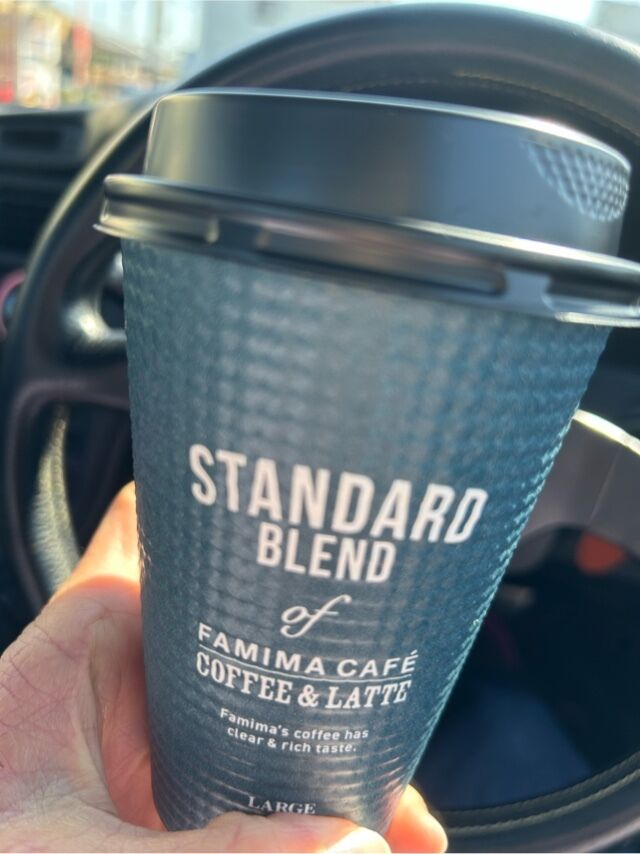 STANDARD
BLEND
of
FAMIMA CAFÉ
COFFEE & LATTE
Famima's coffee has
clear & rich taste.
LARGE